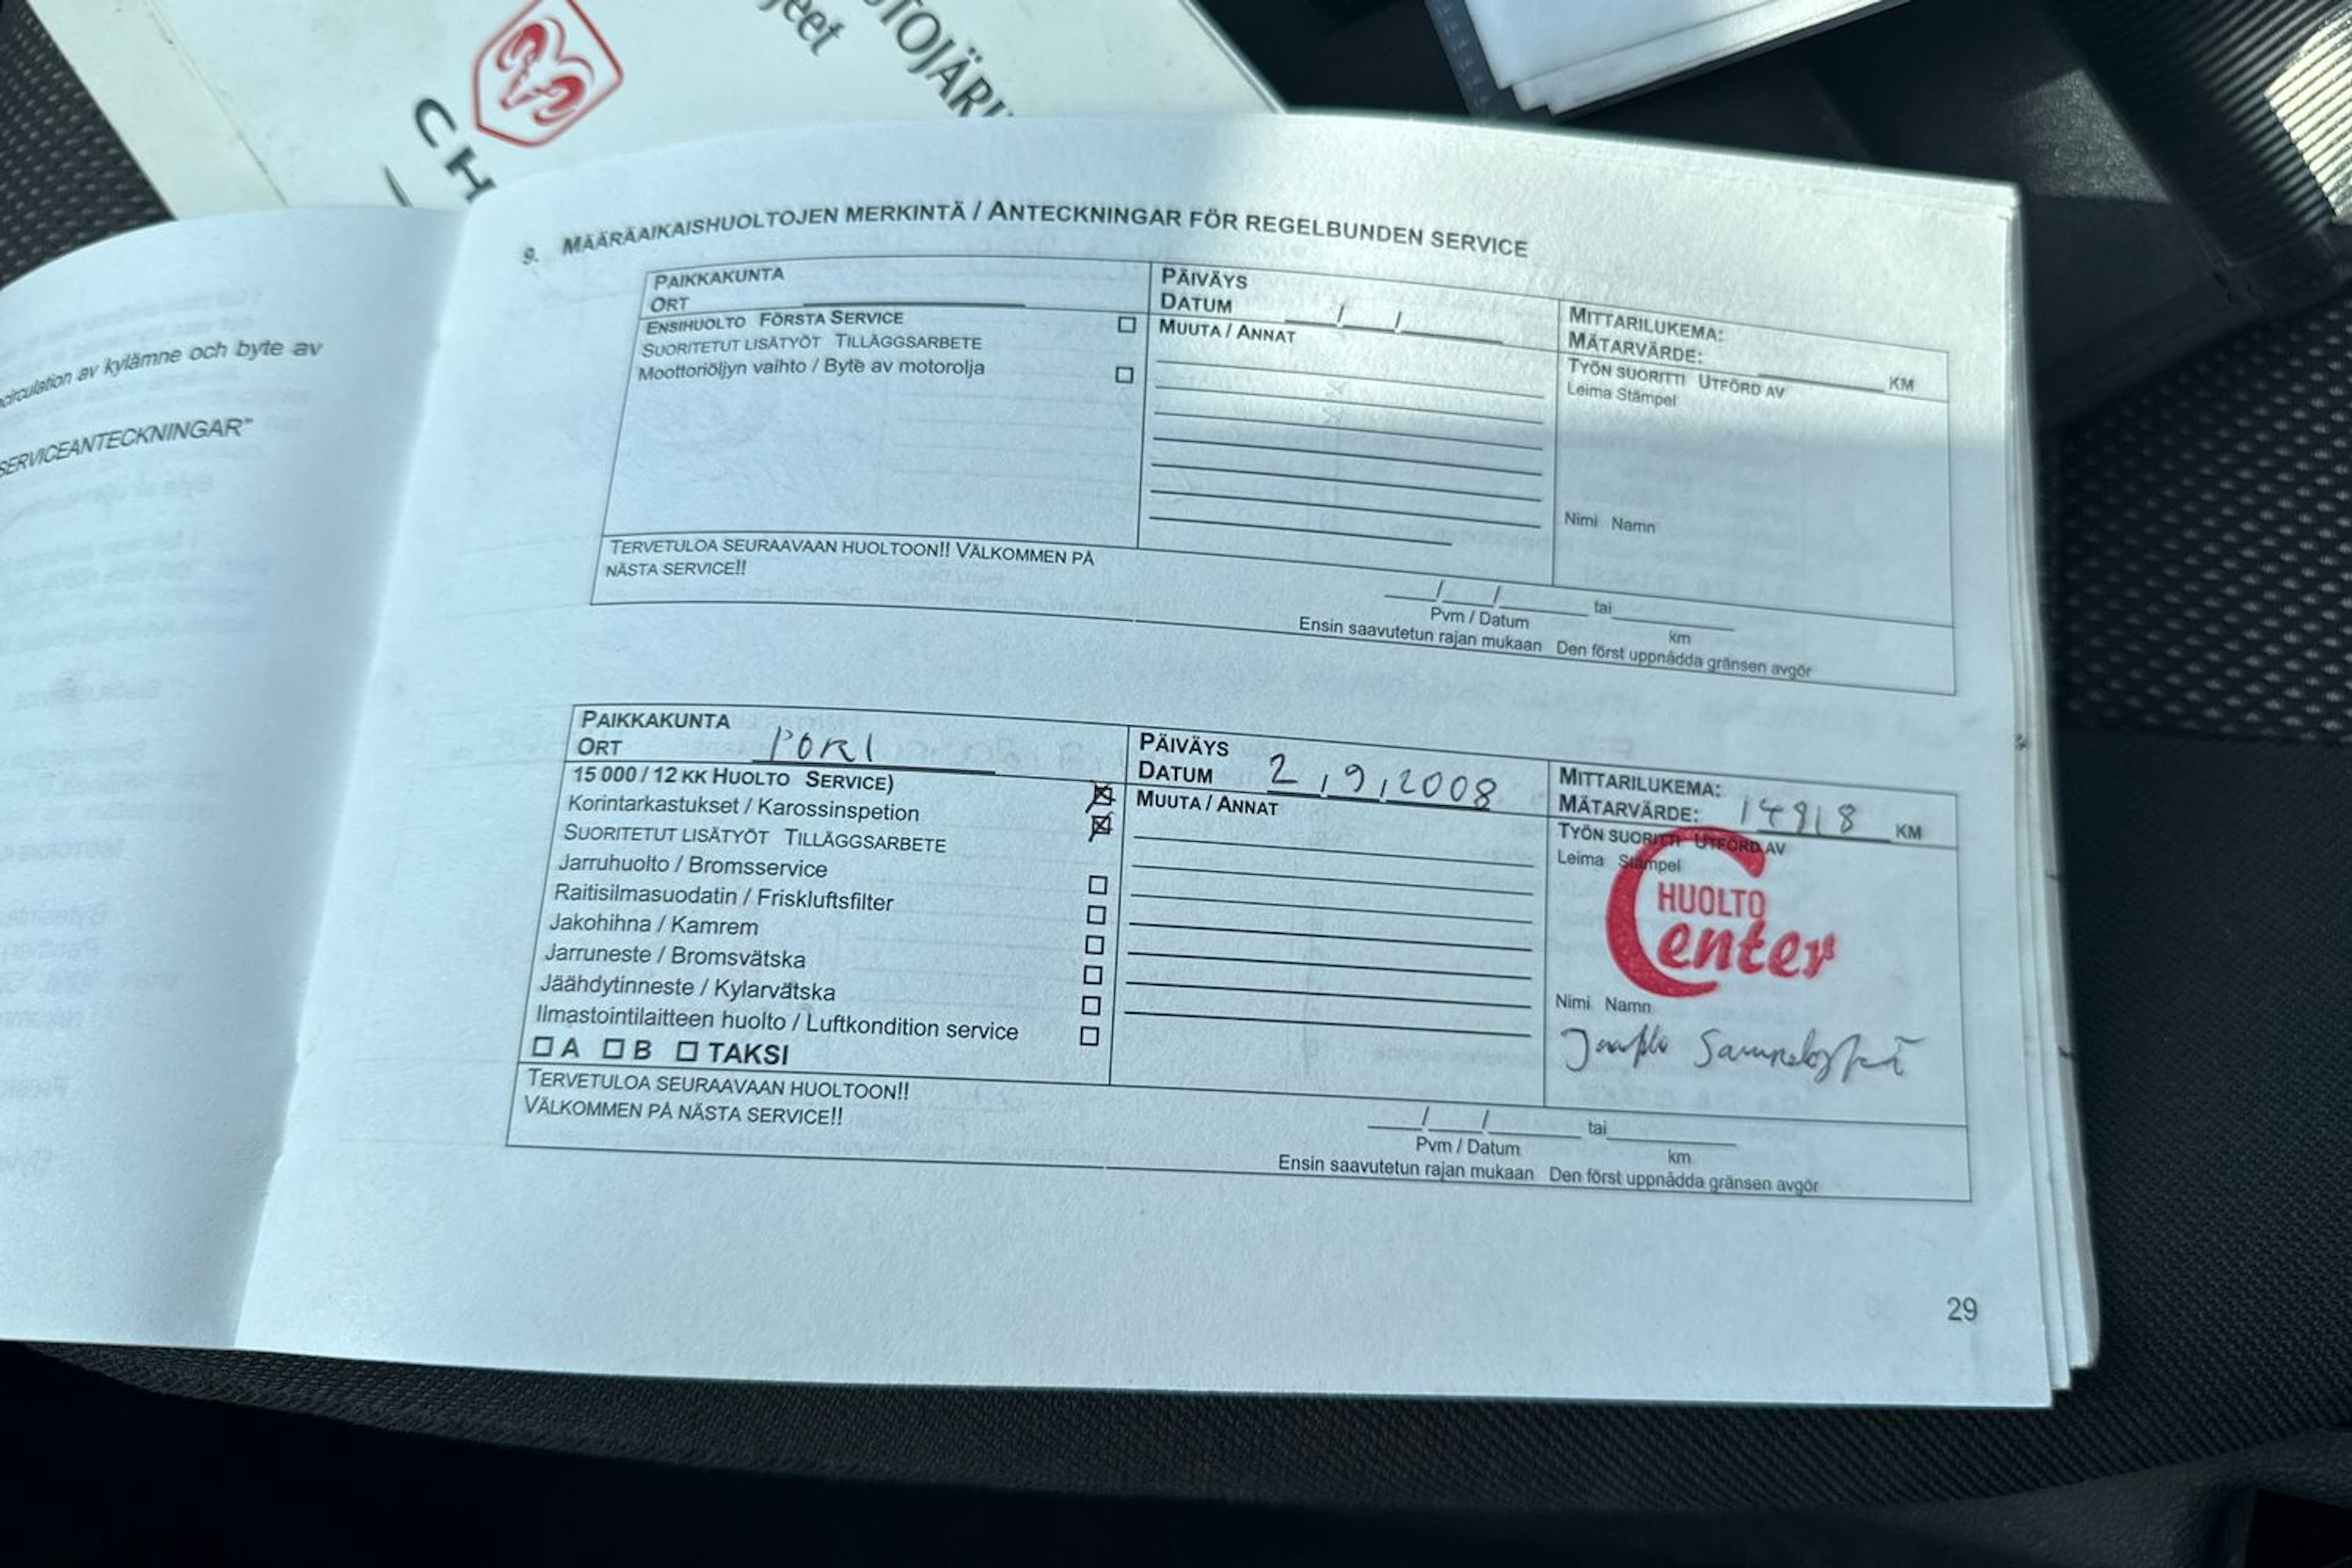 jeet
OTOJÄR
CH
circulation av kylämne och byte av
SERVICEANTECKNINGAR"
9. MÄÄRÄAIKAISHUOLTOJEN MERKINTÄ / ANTECKNINGAR FÖR REGELBUNDEN SERVICE
PAIKKAKUNTA
ORT
ENSIHUOLTO FÖRSTA SERVICE
SUORITETUT LISÄTYÖT TILLÄGGSARBETE
Moottoriöljyn vaihto / Byte av motorolja
PÄIVÄYS
DATUM / /
MUUTA / ANNAT
MITTARILUKEMA:
MÄTARVÄRDE: KM
TYÖN SUORITTI UTFÖRD AV
Leima Stämpel
Nimi Namn
TERVETULOA SEURAAVAAN HUOLTOON!! VÄLKOMMEN PÅ
NÄSTA SERVICE!!
/ / tai
Pvm / Datum km
Ensin saavutetun rajan mukaan Den först uppnådda gränsen avgör
PAIKKAKUNTA
ORT PORI
15 000 / 12 KK HUOLTO SERVICE)
Korintarkastukset / Karossinspetion
SUORITETUT LISÄTYÖT TILLÄGGSARBETE
Jarruhuolto / Bromsservice
Raitisilmasuodatin / Friskluftsfilter
Jakohihna / Kamrem
Jarruneste / Bromsvätska
Jäähdytinneste / Kylarvätska
Ilmastointilaitteen huolto / Luftkondition service
A B TAKSI
PÄIVÄYS
DATUM 2 / 9 / 2008
MUUTA / ANNAT
MITTARILUKEMA:
MÄTARVÄRDE: 14918 KM
TYÖN SUORITTI UTFÖRD AV
Leima Stämpel
HUOLTO
Center
Nimi Namn
TERVETULOA SEURAAVAAN HUOLTOON!!
VÄLKOMMEN PÅ NÄSTA SERVICE!!
/ / tai
Pvm / Datum km
Ensin saavutetun rajan mukaan Den först uppnådda gränsen avgör
29